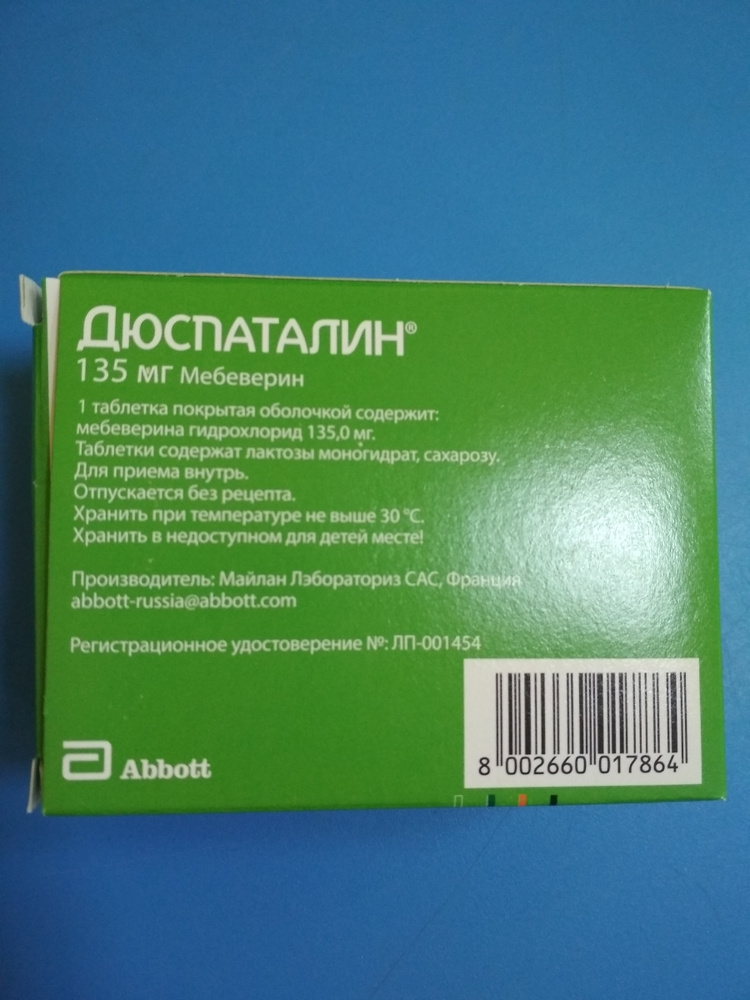 Дюспаталин®
135 мг Мебеверин
1 таблетка покрытая оболочкой содержит:
мебеверина гидрохлорид 135,0 мг.
Таблетки содержат лактозы моногидрат, сахарозу.
Для приема внутрь.
Отпускается без рецепта.
Хранить при температуре не выше 30 °С.
Хранить в недоступном для детей месте!
Производитель: Майлан Лэбораториз САС, Франция
abbott-russia@abbott.com
Регистрационное удостоверение №: ЛП-001454
Abbott
8 002660 017864